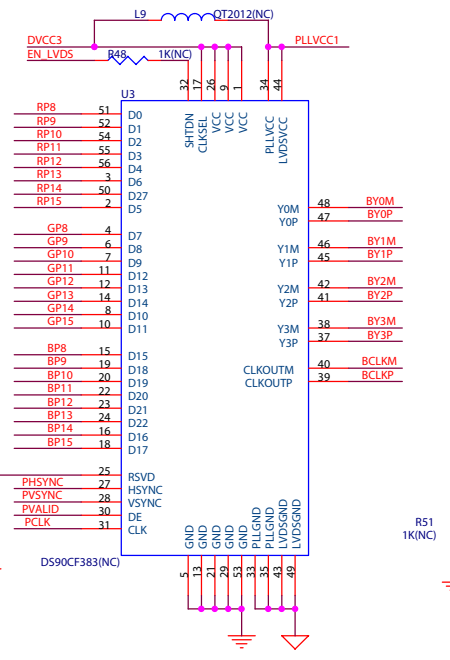 L9 QT2012(NC)
DVCC3 PLLVCC1
EN_LVDS R48 1K(NC)
32 17 26 9 1 34 44
U3
SHTDN CLKSEL VCC VCC VCC PLLVCC LVDSVCC
RP8 51 D0
RP9 52 D1
RP10 54 D2
RP11 55 D3
RP12 56 D4
RP13 3 D6
RP14 50 D27
RP15 2 D5
GP8 4 D7
GP9 6 D8
GP10 7 D9
GP11 11 D12
GP12 12 D13
GP13 14 D14
GP14 8 D10
GP15 10 D11
BP8 15 D15
BP9 19 D18
BP10 20 D19
BP11 22 D20
BP12 23 D21
BP13 24 D22
BP14 16 D16
BP15 18 D17
25 RSVD
PHSYNC 27 HSYNC
PVSYNC 28 VSYNC
PVALID 30 DE
PCLK 31 CLK
Y0M 48 BY0M
Y0P 47 BY0P
Y1M 46 BY1M
Y1P 45 BY1P
Y2M 42 BY2M
Y2P 41 BY2P
Y3M 38 BY3M
Y3P 37 BY3P
CLKOUTM 40 BCLKM
CLKOUTP 39 BCLKP
GND GND GND GND GND PLLGND PLLGND LVDSGND LVDSGND
5 13 21 29 53 33 35 43 49
DS90CF383(NC)
R51
1K(NC)